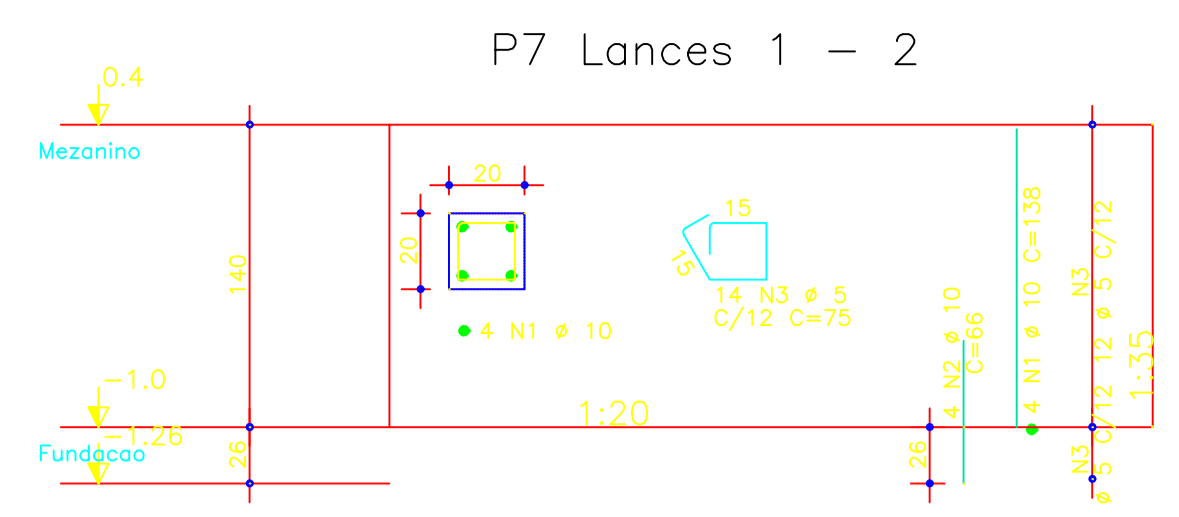 P7 Lances 1 - 2
0.4
Mezanino
20
20
15
15
140
14 N3 ø 5
C/12 C=75
4 N1 ø 10
4 N2 ø 10
C=66
4 N1 ø 10 C=138
N3
12 ø 5 C/12
1:35
-1.0
1:20
-1.26
Fundacao
26
26
N3
ø 5 C/12